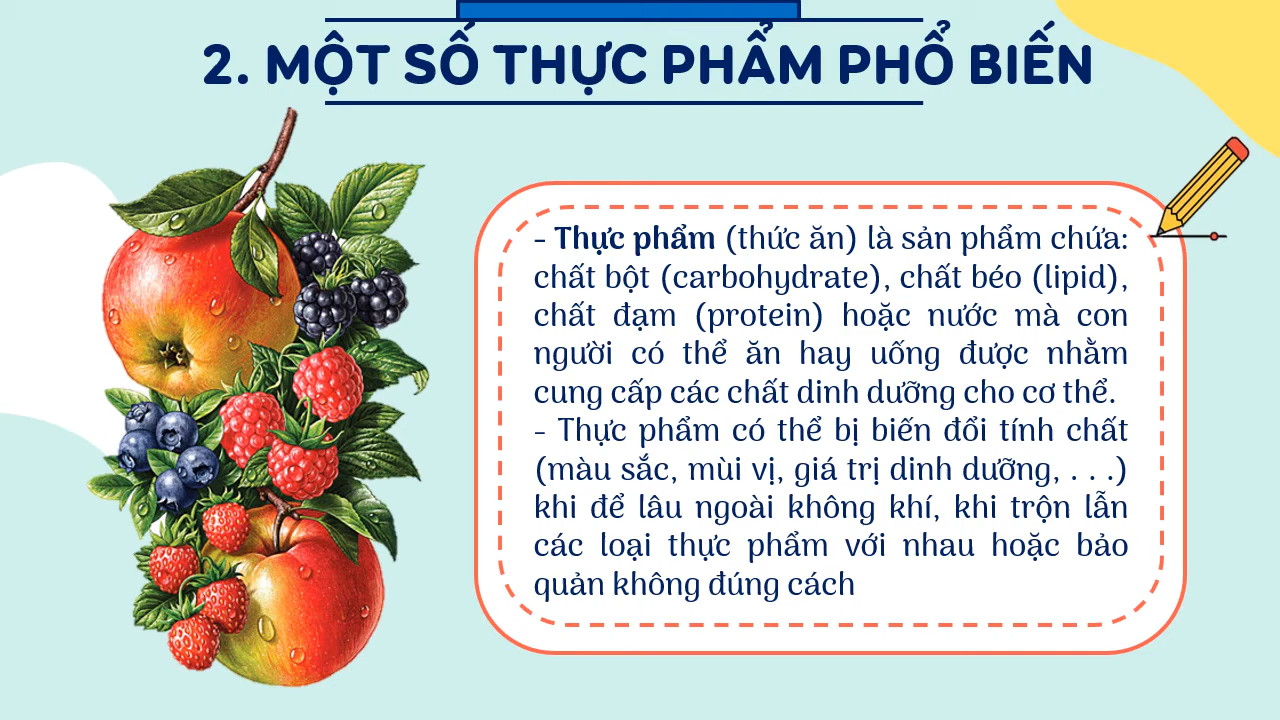 2. MỘT SỐ THỰC PHẨM PHỔ BIẾN
- Thực phẩm (thức ăn) là sản phẩm chứa:
chất bột (carbohydrate), chất béo (lipid),
chất đạm (protein) hoặc nước mà con
người có thể ăn hay uống được nhằm
cung cấp các chất dinh dưỡng cho cơ thể.
- Thực phẩm có thể bị biến đổi tính chất
(màu sắc, mùi vị, giá trị dinh dưỡng, . . .)
khi để lâu ngoài không khí, khi trộn lẫn
các loại thực phẩm với nhau hoặc bảo
quản không đúng cách